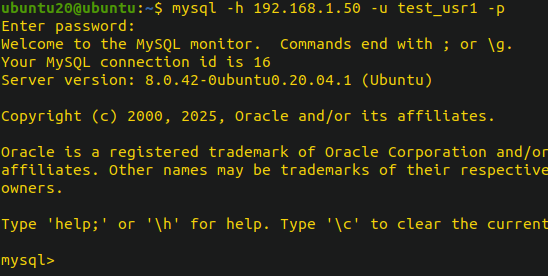 ubuntu20@ubuntu:~$ mysql -h 192.168.1.50 -u test_usr1 -p
Enter password:
Welcome to the MySQL monitor.  Commands end with ; or \g.
Your MySQL connection id is 16
Server version: 8.0.42-0ubuntu0.20.04.1 (Ubuntu)
Copyright (c) 2000, 2025, Oracle and/or its affiliates.
Oracle is a registered trademark of Oracle Corporation and/or
affiliates. Other names may be trademarks of their respective
owners.
Type 'help;' or '\h' for help. Type '\c' to clear the current
mysql>